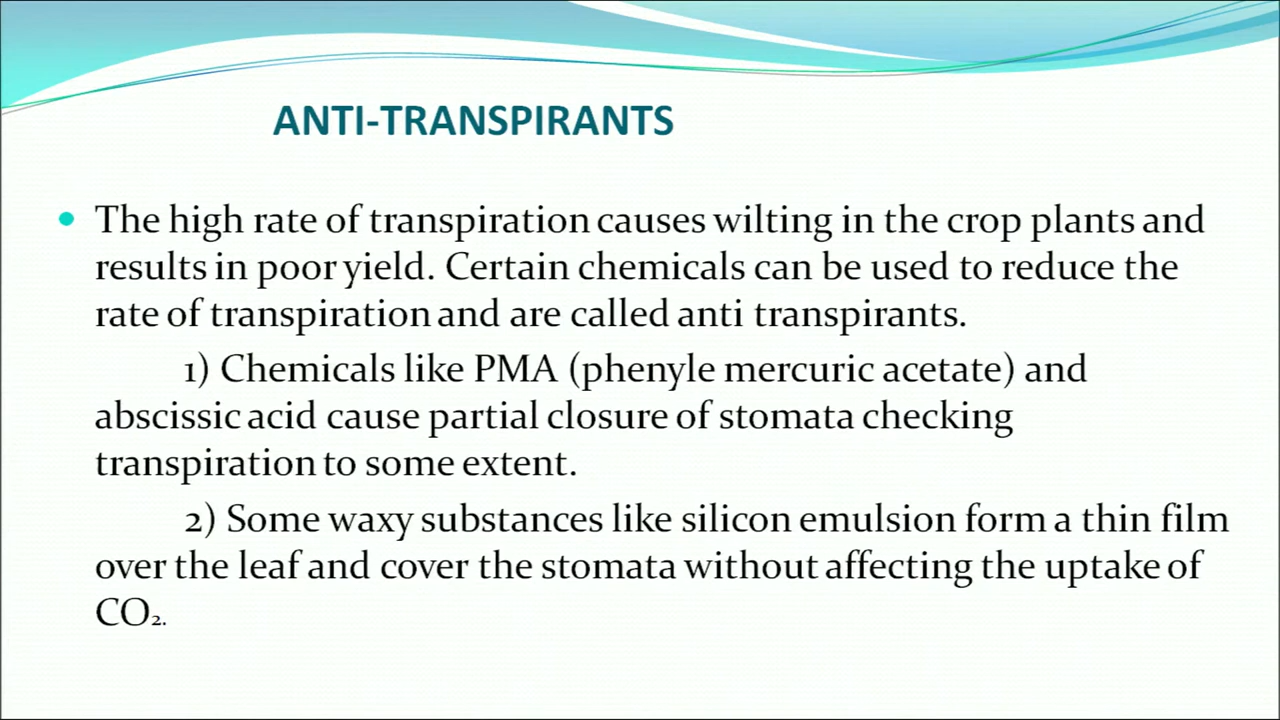 ANTI-TRANSPIRANTS
The high rate of transpiration causes wilting in the crop plants and
results in poor yield. Certain chemicals can be used to reduce the
rate of transpiration and are called anti transpirants.
1) Chemicals like PMA (phenyle mercuric acetate) and
abscissic acid cause partial closure of stomata checking
transpiration to some extent.
2) Some waxy substances like silicon emulsion form a thin film
over the leaf and cover the stomata without affecting the uptake of
CO₂.